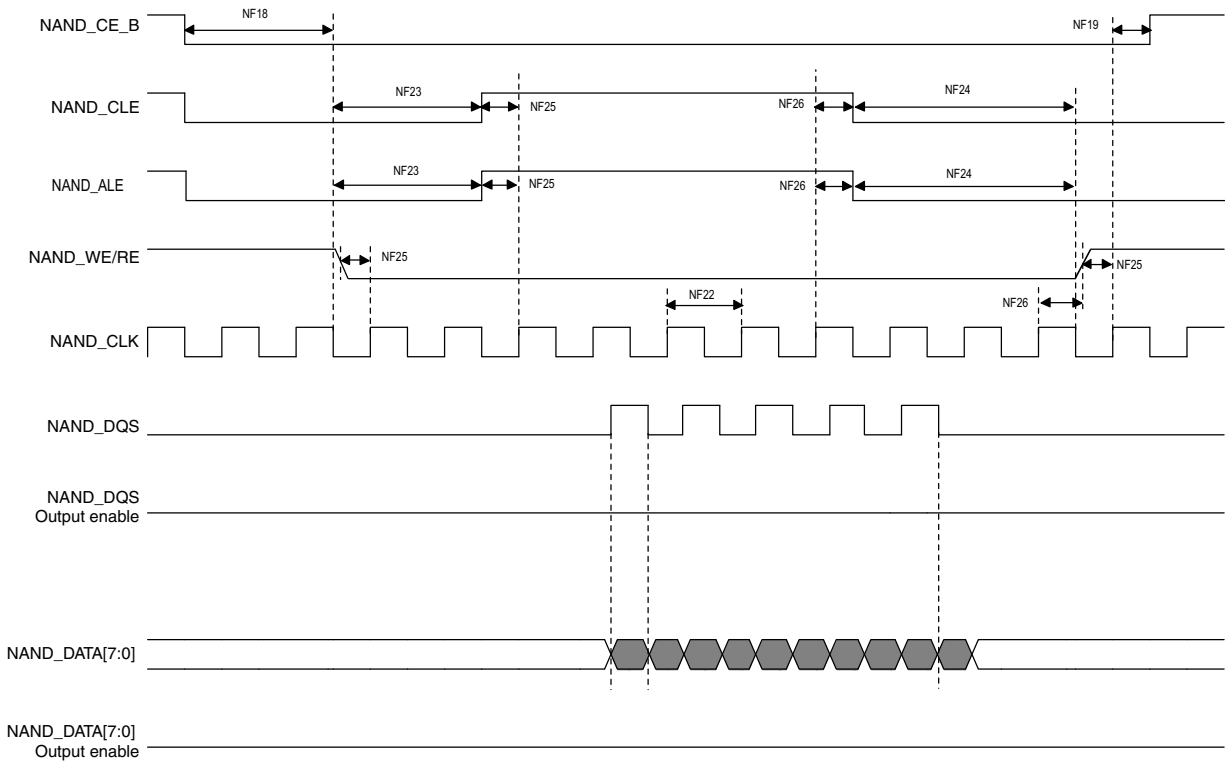 NAND_CE_B
NF18
NF19
NAND_CLE
NF23
NF25
NF26
NF24
NAND_ALE
NF23
NF25
NF26
NF24
NAND_WE/RE
NF25
NF25
NF22
NF26
NAND_CLK
NAND_DQS
NAND_DQS
Output enable
NAND_DATA[7:0]
NAND_DATA[7:0]
Output enable